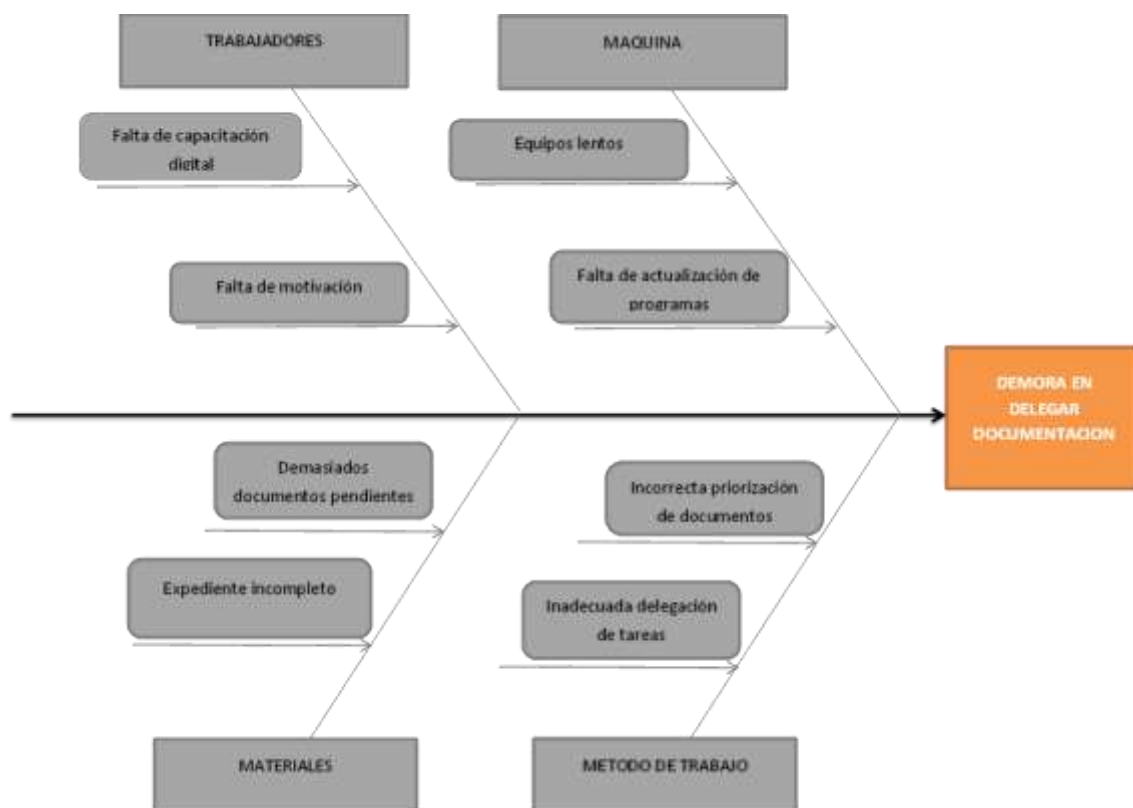 TRABAJADORES
MAQUINA
Falta de capacitación
digital
Equipos lentos
Falta de motivación
Falta de actualización de
programas
DEMORA EN
DELEGAR
DOCUMENTACION
Demasiados
documentos pendientes
Incorrecta priorización
de documentos
Expediente incompleto
Inadecuada delegación
de tareas
MATERIALES
METODO DE TRABAJO